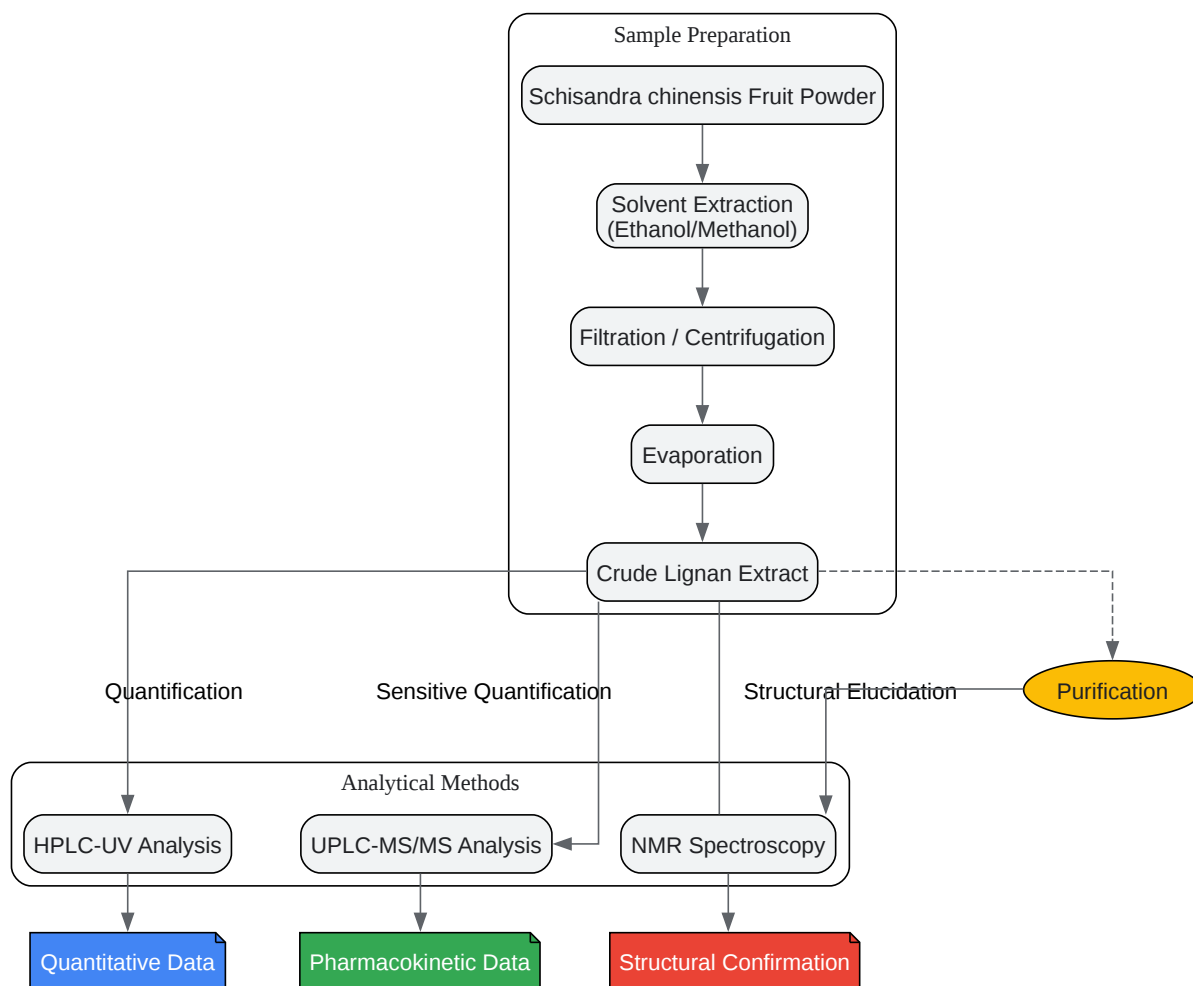 Sample Preparation
Schisandra chinensis Fruit Powder
Solvent Extraction
(Ethanol/Methanol)
Filtration / Centrifugation
Evaporation
Crude Lignan Extract
Quantification
Sensitive Quantification
Structural Elucidation
Purification
Analytical Methods
HPLC-UV Analysis
UPLC-MS/MS Analysis
NMR Spectroscopy
Quantitative Data
Pharmacokinetic Data
Structural Confirmation